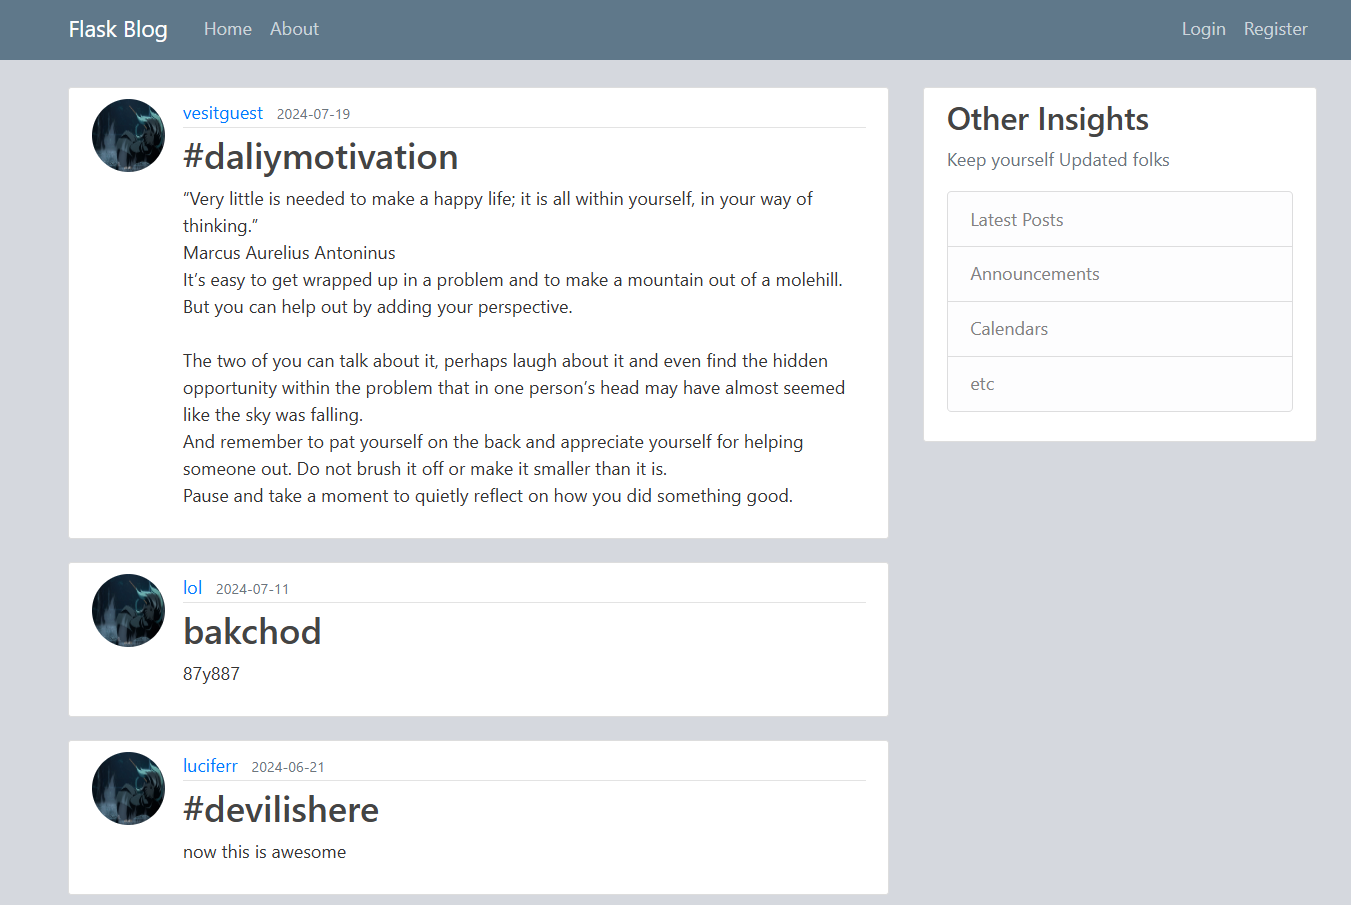 Flask Blog Home About Login Register
vesitguest 2024-07-19
#daliymotivation
“Very little is needed to make a happy life; it is all within yourself, in your way of
thinking.”
Marcus Aurelius Antoninus
It’s easy to get wrapped up in a problem and to make a mountain out of a molehill.
But you can help out by adding your perspective.
The two of you can talk about it, perhaps laugh about it and even find the hidden
opportunity within the problem that in one person’s head may have almost seemed
like the sky was falling.
And remember to pat yourself on the back and appreciate yourself for helping
someone out. Do not brush it off or make it smaller than it is.
Pause and take a moment to quietly reflect on how you did something good.
lol 2024-07-11
bakchod
87y887
luciferr 2024-06-21
#devilishere
now this is awesome
Other Insights
Keep yourself Updated folks
Latest Posts
Announcements
Calendars
etc